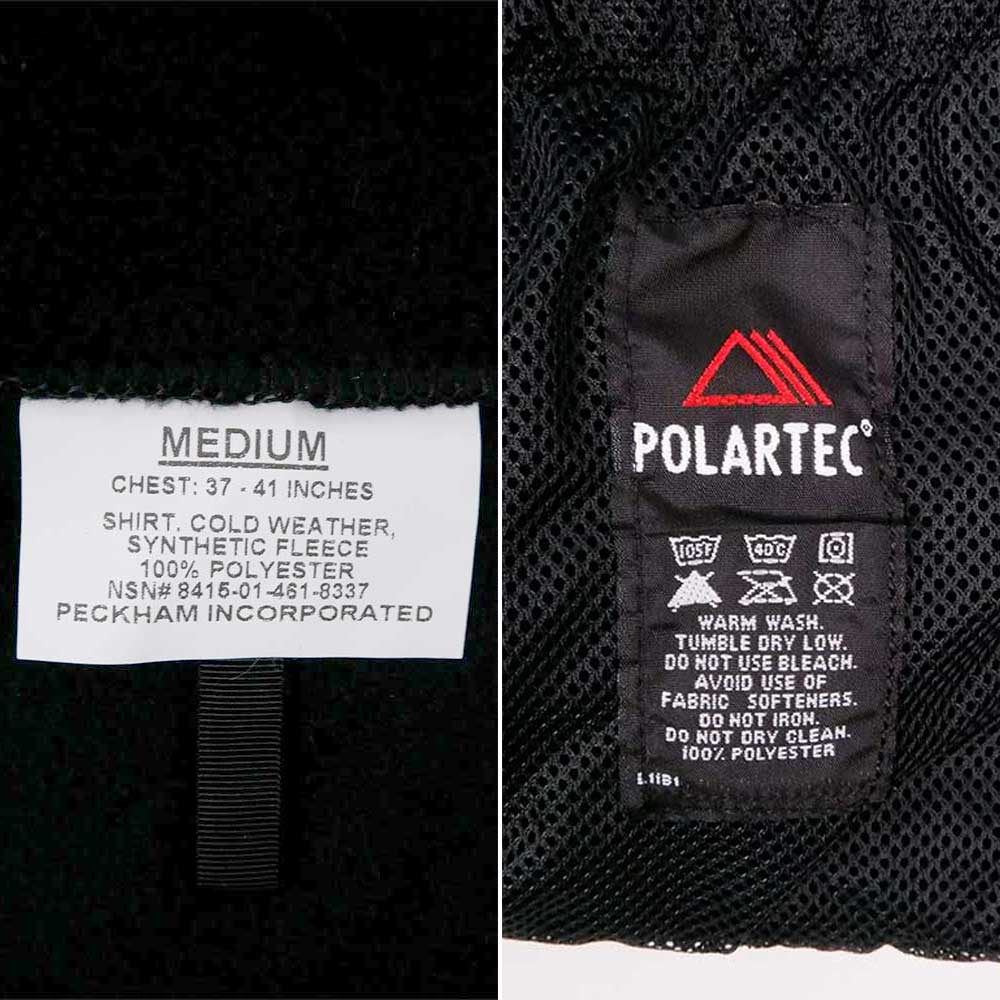 MEDIUM
CHEST: 37 - 41 INCHES
SHIRT, COLD WEATHER,
SYNTHETIC FLEECE
100% POLYESTER
NSN# 8415-01-461-8337
PECKHAM INCORPORATED
POLARTEC®
105F 40C
WARM WASH.
TUMBLE DRY LOW.
DO NOT USE BLEACH.
AVOID USE OF
FABRIC SOFTENERS.
DO NOT IRON.
DO NOT DRY CLEAN.
100% POLYESTER